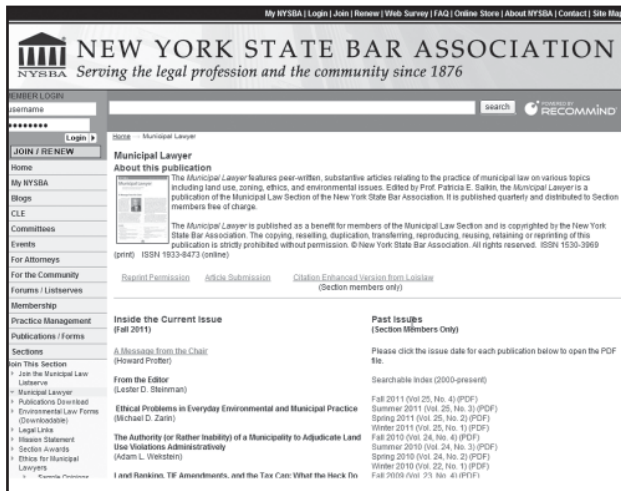 My NYSBA | Login | Join | Renew | Web Survey | FAQ | Online Store | About NYSBA | Contact | Site Map
NEW YORK STATE BAR ASSOCIATION
NYSBA Serving the legal profession and the community since 1876
MEMBER LOGIN
username
Login
JOIN / RENEW
Home
My NYSBA
Blogs
CLE
Committees
Events
For Attorneys
For the Community
Forums / Listserves
Membership
Practice Management
Publications / Forms
Sections
Join This Section
Join the Municipal Law
Listserve
Municipal Lawyer
Publications Download
Environmental Law Forms
(Downloadable)
Legal Links
Mission Statement
Section Awards
Ethics for Municipal
Lawyers
Sample Opinions
search
POWERED BY
RECOMMIND
Home → Municipal Lawyer
Municipal Lawyer
About this publication
The Municipal Lawyer features peer-written, substantive articles relating to the practice of municipal law on various topics
including land use, zoning, ethics, and environmental issues. Edited by Prof. Patricia E. Salkin, the Municipal Lawyer is a
publication of the Municipal Law Section of the New York State Bar Association. It is published quarterly and distributed to Section
members free of charge.
The Municipal Lawyer is published as a benefit for members of the Municipal Law Section and is copyrighted by the New York
State Bar Association. The copying, reselling, duplication, transferring, reproducing, reusing, retaining or reprinting of this
publication is strictly prohibited without permission. © New York State Bar Association. All rights reserved. ISSN 1530-3969
(print) ISSN 1933-8473 (online)
Reprint Permission Article Submission Citation Enhanced Version from Loislaw
(Section members only)
Inside the Current Issue
(Fall 2011)
A Message from the Chair
(Howard Protter)
From the Editor
(Lester D. Steinman)
Ethical Problems in Everyday Environmental and Municipal Practice
(Michael D. Zarin)
The Authority (or Rather Inability) of a Municipality to Adjudicate Land
Use Violations Administratively
(Adam L. Wekstein)
Land Banking, TIF Amendments, and the Tax Cap: What the Heck Do
Past Issues
(Section Members Only)
Please click the issue date for each publication below to open the PDF
file.
Searchable Index (2000-present)
Fall 2011 (Vol 25, No. 4) (PDF)
Summer 2011 (Vol. 25, No. 3) (PDF)
Spring 2011 (Vol. 25, No. 2) (PDF)
Winter 2011 (Vol. 25, No. 1) (PDF)
Fall 2010 (Vol. 24, No. 4) (PDF)
Summer 2010 (Vol. 24, No. 3) (PDF)
Spring 2010 (Vol. 24, No. 2) (PDF)
Winter 2010 (Vol. 22, No. 1) (PDF)
Fall 2009 (Vol. 23, No. 4) (PDF)